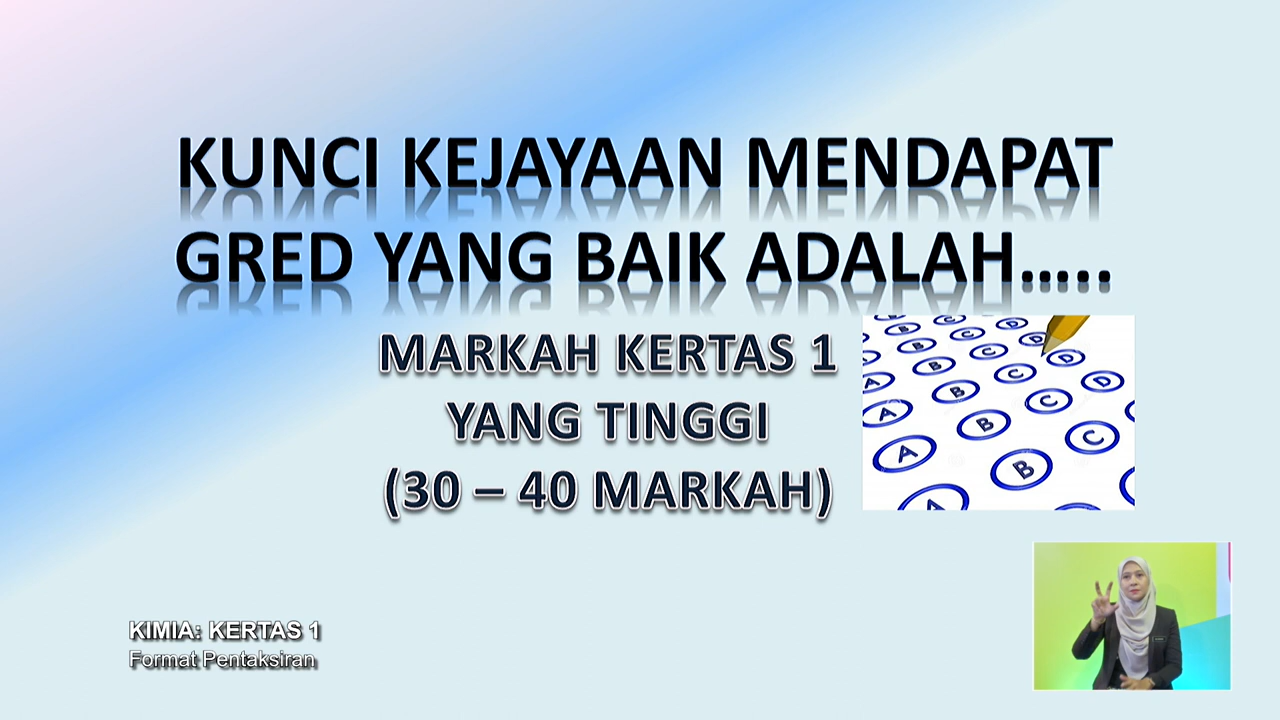 KUNCI KEJAYAAN MENDAPAT
GRED YANG BAIK ADALAH.....
MARKAH KERTAS 1
YANG TINGGI
(30 – 40 MARKAH)
B C D
B C D
A B C D
A B C
A B C
A B
A
KIMIA: KERTAS 1
Format Pentaksiran